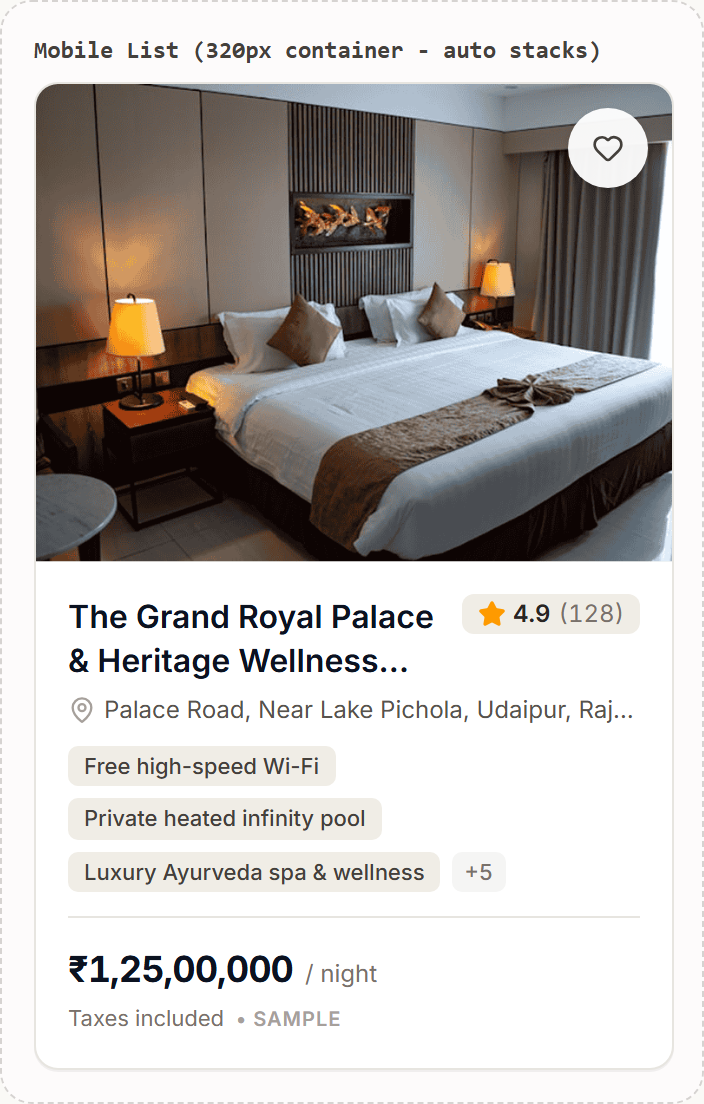 Mobile List (320px container - auto stacks)
The Grand Royal Palace
& Heritage Wellness...
4.9 (128)
Palace Road, Near Lake Pichola, Udaipur, Raj...
Free high-speed Wi-Fi
Private heated infinity pool
Luxury Ayurveda spa & wellness +5
₹1,25,00,000 / night
Taxes included • SAMPLE